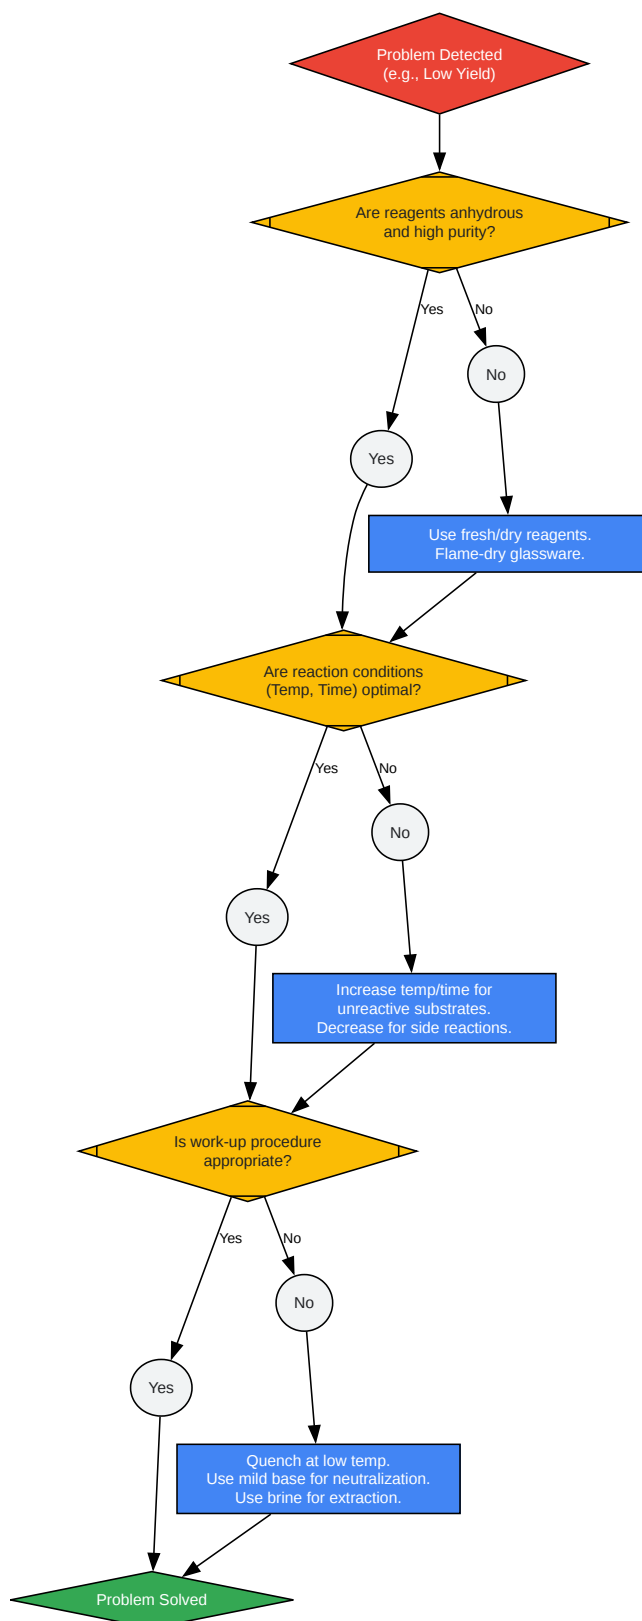 Problem Detected
(e.g., Low Yield)
Are reagents anhydrous
and high purity?
Yes
No
No
Yes
Use fresh/dry reagents.
Flame-dry glassware.
Are reaction conditions
(Temp, Time) optimal?
Yes
No
No
Yes
Increase temp/time for
unreactive substrates.
Decrease for side reactions.
Is work-up procedure
appropriate?
Yes
No
No
Yes
Quench at low temp.
Use mild base for neutralization.
Use brine for extraction.
Problem Solved